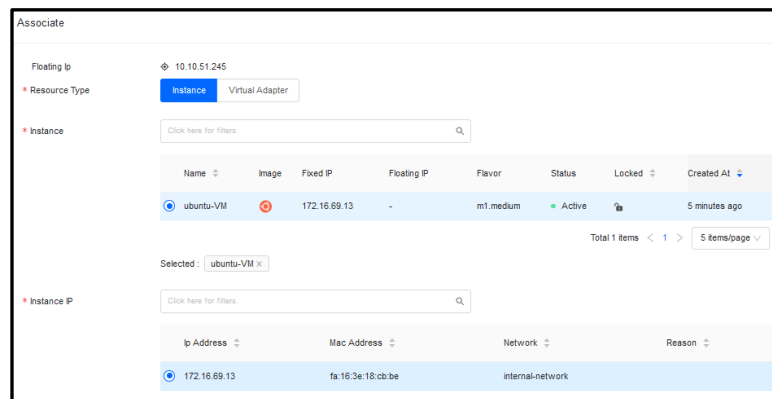 Associate
Floating Ip 10.10.51.245
* Resource Type Instance Virtual Adapter
* Instance Click here for filters.
Name Image Fixed IP Floating IP Flavor Status Locked Created At
ubuntu-VM 172.16.69.13 - m1.medium Active 5 minutes ago
Total 1 items < 1 > 5 items/page
Selected : ubuntu-VM ×
* Instance IP Click here for filters.
Ip Address Mac Address Network Reason
172.16.69.13 fa:16:3e:18:cb:be internal-network